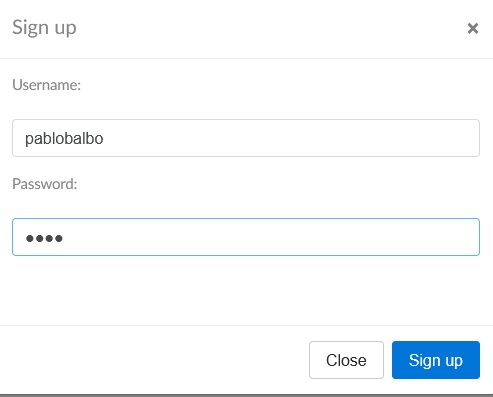 Sign up ×
Username:
pablobalbo
Password:
••••
Close Sign up